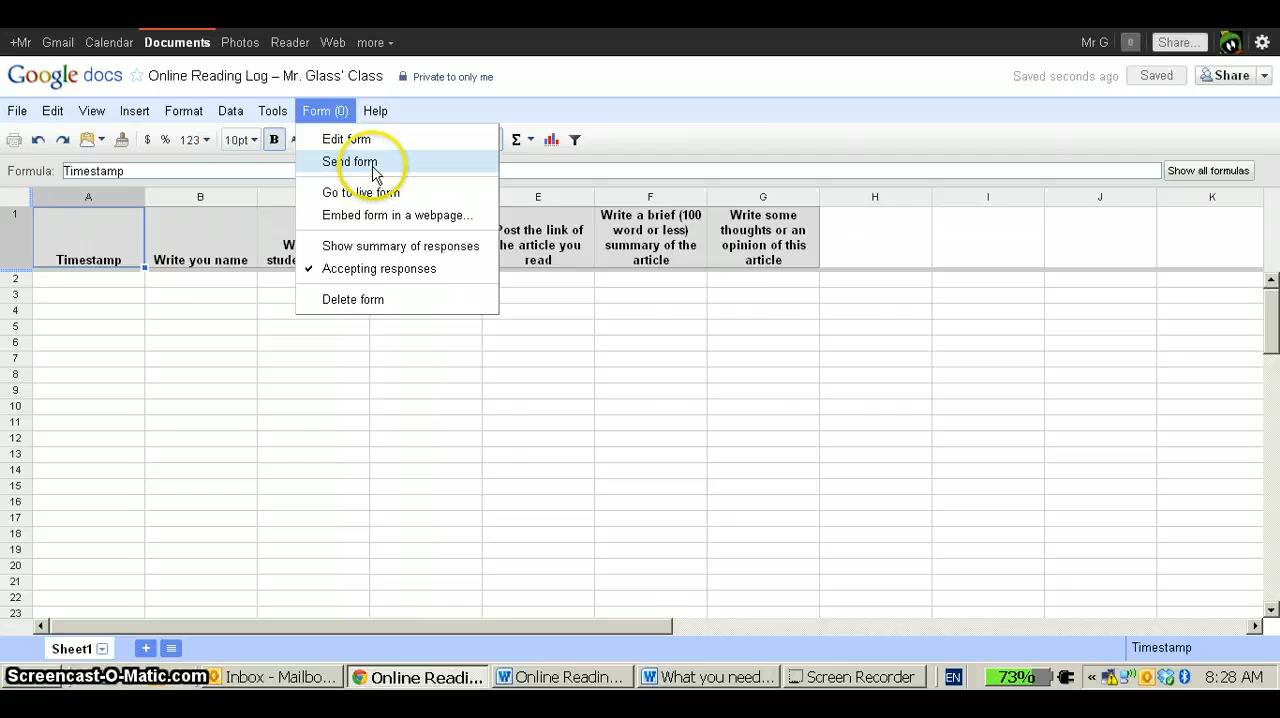 +Mr Gmail Calendar Documents Photos Reader Web more Mr G 0 Share...
Google docs Online Reading Log – Mr. Glass' Class Private to only me Saved seconds ago Saved Share
File Edit View Insert Format Data Tools Form (0) Help
$ % 123 10pt B Σ
Edit form
Send form
Go to live form
Embed form in a webpage...
Show summary of responses
Accepting responses
Delete form
Formula: Timestamp Show all formulas
A B E F G H I J K
1 Timestamp
Write you name
Post the link of
the article you
read
Write a brief (100
word or less)
summary of the
article
Write some
thoughts or an
opinion of this
article
2
3
4
5
6
7
8
9
10
11
12
13
14
15
16
17
18
19
20
21
22
23
Sheet1 + Timestamp
Screencast-O-Matic.com Inbox - Mailbo... Online Readi... Online Readin... What you need... Screen Recorder EN 73% « 8:28 AM